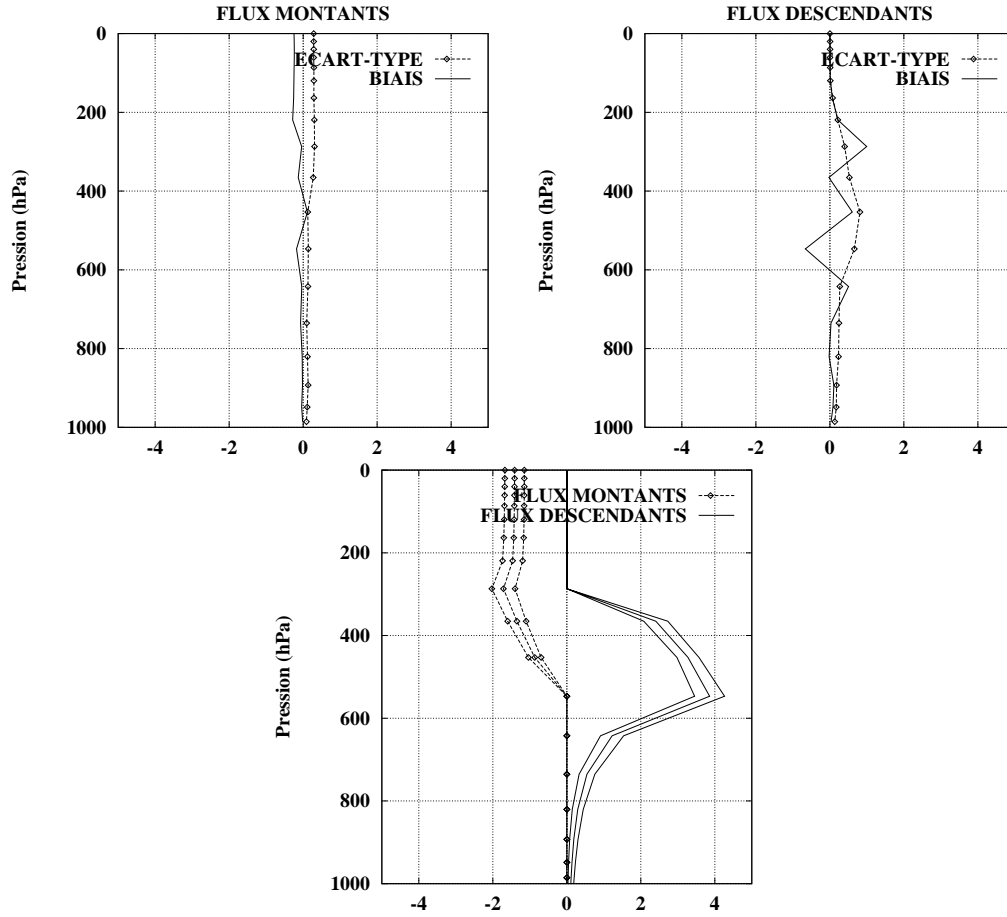 FLUX MONTANTS
0
200
400
600
800
1000
Pression (hPa)
ECART-TYPE
BIAIS
-4 -2 0 2 4
FLUX DESCENDANTS
0
200
400
600
800
1000
Pression (hPa)
ECART-TYPE
BIAIS
-4 -2 0 2 4
0
200
400
600
800
1000
Pression (hPa)
FLUX MONTANTS
FLUX DESCENDANTS
-4 -2 0 2 4